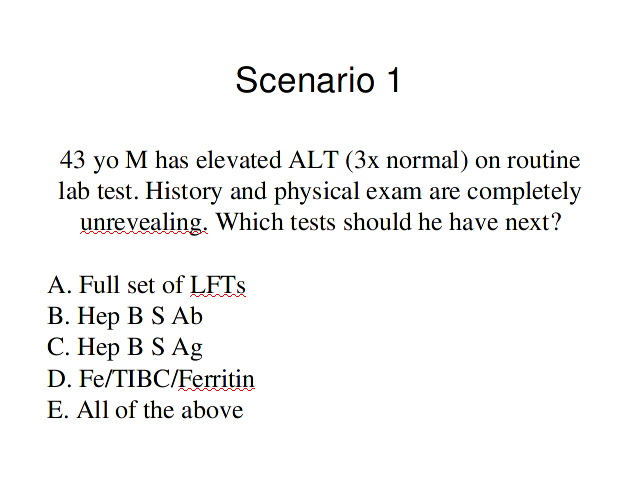 Scenario 1
43 yo M has elevated ALT (3x normal) on routine
lab test. History and physical exam are completely
unrevealing. Which tests should he have next?
A. Full set of LFTs
B. Hep B S Ab
C. Hep B S Ag
D. Fe/TIBC/Ferritin
E. All of the above